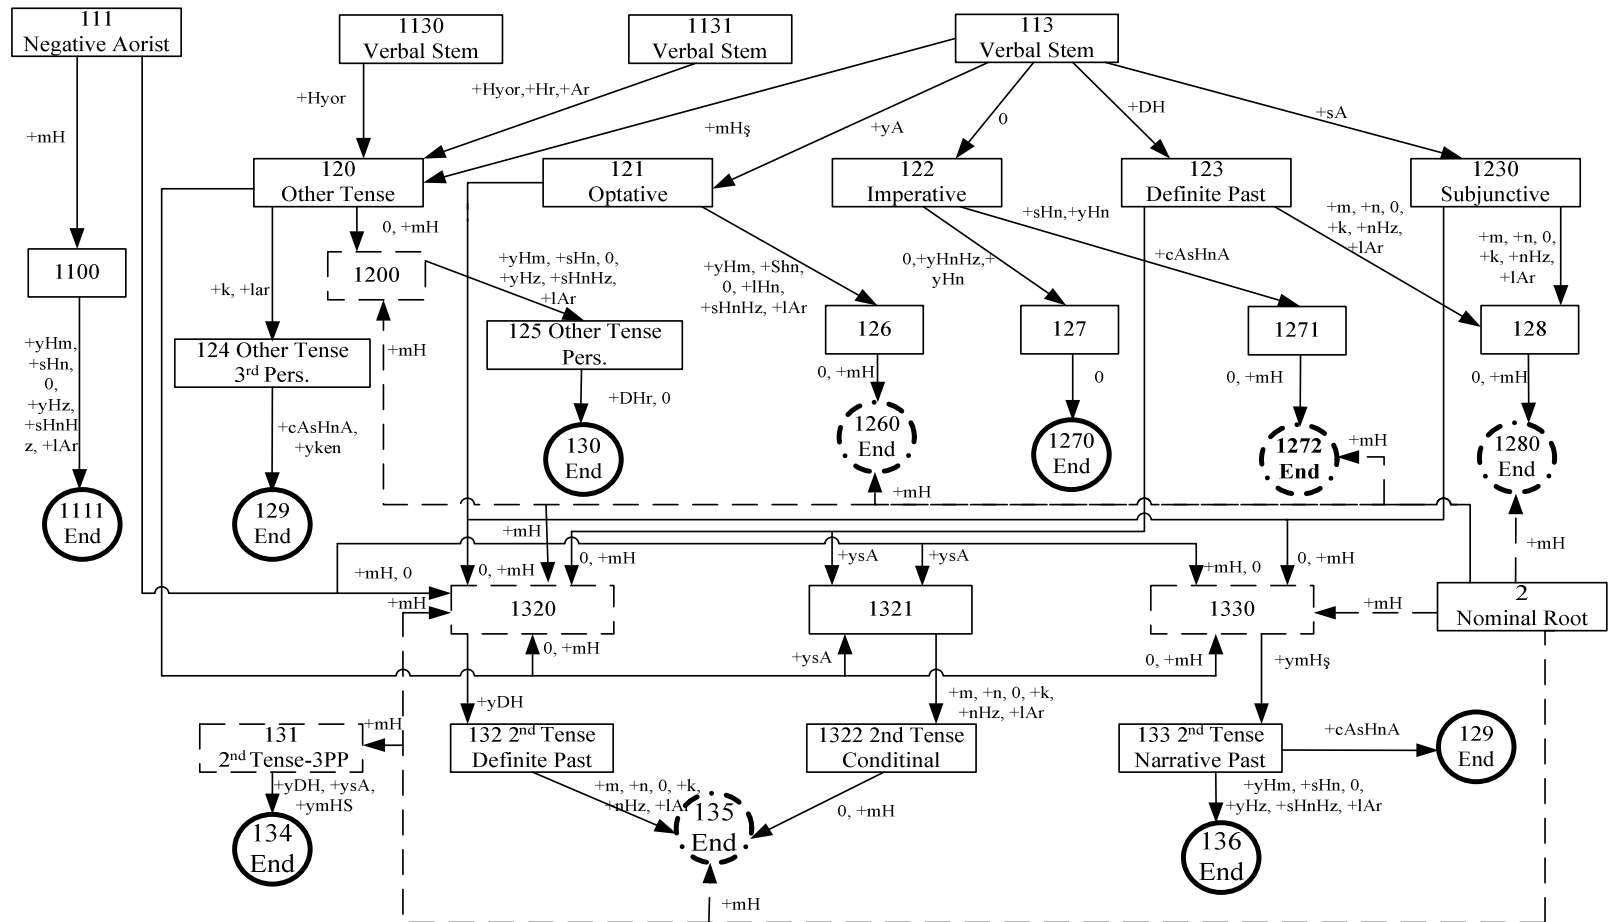 111
Negative Aorist
1130
Verbal Stem
1131
Verbal Stem
113
Verbal Stem
+mH
+Hyor
+Hyor,+Hr,+Ar
+mHş
+yA
0
+DH
+sA
120
Other Tense
121
Optative
122
Imperative
123
Definite Past
1230
Subjunctive
1100
0, +mH
1200
+k, +lar
+yHm, +sHn, 0,
+yHz, +sHnHz,
+lAr
+yHm, +Shn,
0, +lHn,
+sHnHz, +lAr
0,+yHnHz,+
yHn
+sHn,+yHn
+cAsHnA
+m, +n, 0,
+k, +nHz,
+lAr
+m, +n, 0,
+k, +nHz,
+lAr
+yHm,
+sHn,
0,
+yHz,
+sHnH
z, +lAr
124 Other Tense
3rd Pers.
+mH
125 Other Tense
Pers.
126
127
1271
128
+cAsHnA,
+yken
+DHr, 0
0, +mH
0
0, +mH
0, +mH
1111
End
129
End
130
End
1260
End
1270
End
1272
End
+mH
1280
End
+mH
+mH
+mH
+mH, 0
0, +mH
0, +mH
+ysA
+ysA
+mH, 0
0, +mH
+mH
1320
1321
1330
+mH
2
Nominal Root
0, +mH
+ysA
0, +mH
+ymHş
+yDH
+m, +n, 0, +k,
+nHz, +lAr
+mH
131
2nd Tense-3PP
132 2nd Tense
Definite Past
1322 2nd Tense
Conditinal
133 2nd Tense
Narrative Past
+cAsHnA
129
End
+yDH, +ysA,
+ymHS
+m, +n, 0, +k,
+nHz, +lAr
0, +mH
+yHm, +sHn, 0,
+yHz, +sHnHz, +lAr
134
End
135
End
136
End
+mH